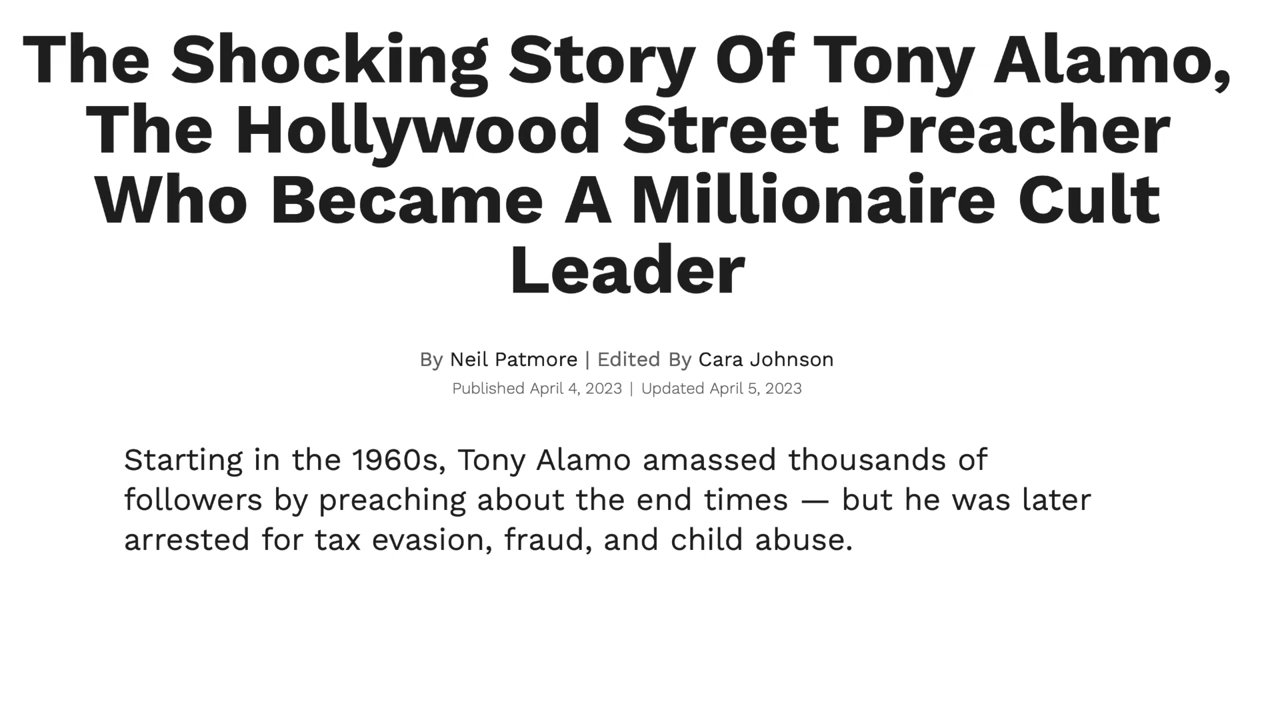 The Shocking Story Of Tony Alamo,
The Hollywood Street Preacher
Who Became A Millionaire Cult
Leader
By Neil Patmore | Edited By Cara Johnson
Published April 4, 2023 | Updated April 5, 2023
Starting in the 1960s, Tony Alamo amassed thousands of
followers by preaching about the end times — but he was later
arrested for tax evasion, fraud, and child abuse.